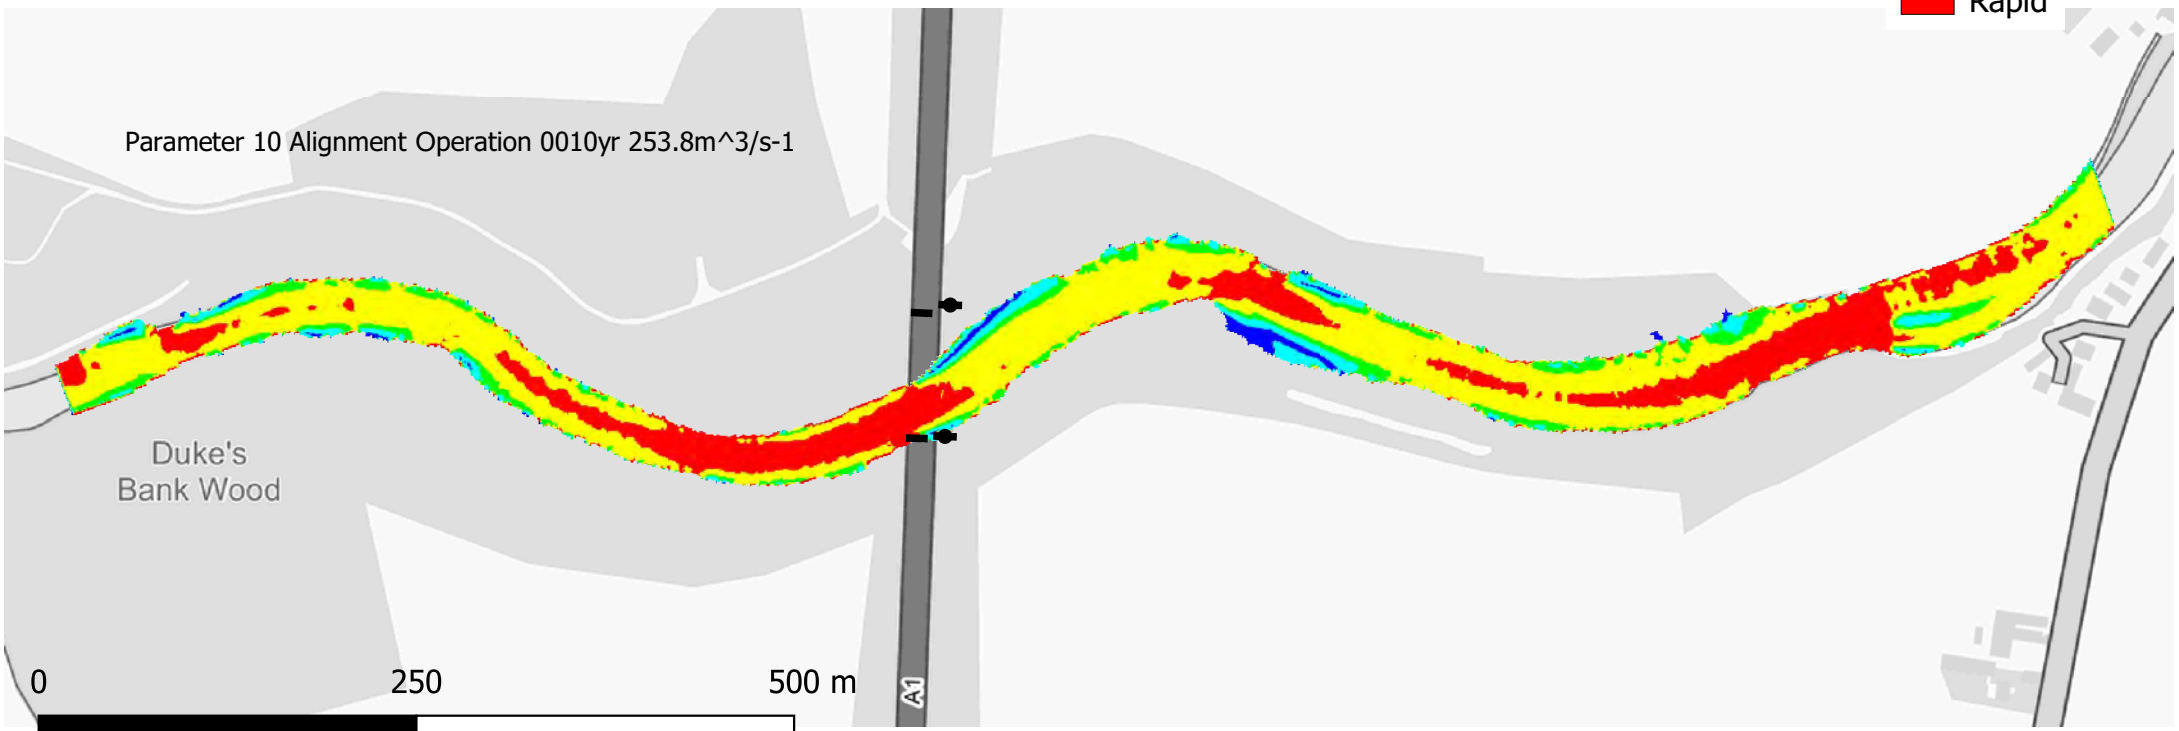 Rapid
Parameter 10 Alignment Operation 0010yr 253.8m^3/s-1
Duke's
Bank Wood
0 250 500 m
A1